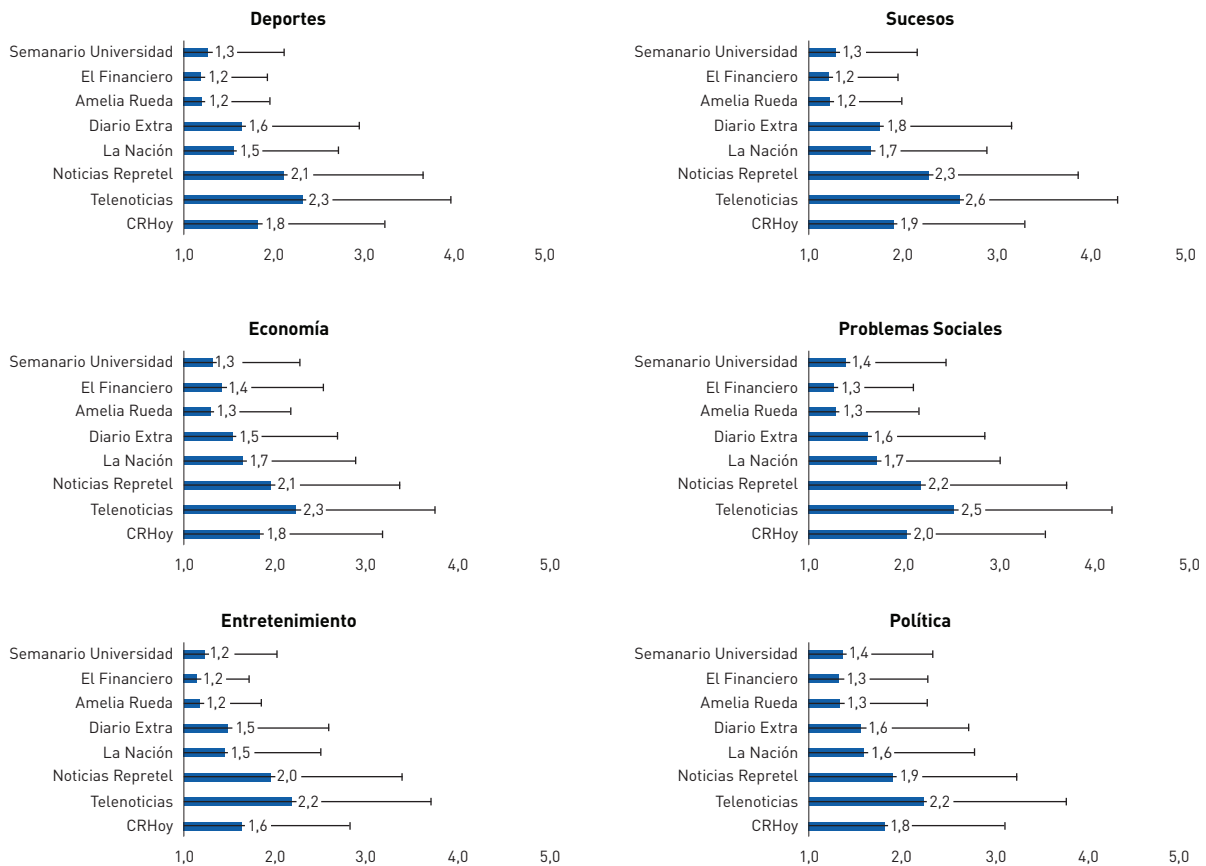 Deportes
Semanario Universidad 1,3
El Financiero 1,2
Amelia Rueda 1,2
Diario Extra 1,6
La Nación 1,5
Noticias Repretel 2,1
Telenoticias 2,3
CRHoy 1,8
1,0 2,0 3,0 4,0 5,0
Sucesos
Semanario Universidad 1,3
El Financiero 1,2
Amelia Rueda 1,2
Diario Extra 1,8
La Nación 1,7
Noticias Repretel 2,3
Telenoticias 2,6
CRHoy 1,9
1,0 2,0 3,0 4,0 5,0
Economía
Semanario Universidad 1,3
El Financiero 1,4
Amelia Rueda 1,3
Diario Extra 1,5
La Nación 1,7
Noticias Repretel 2,1
Telenoticias 2,3
CRHoy 1,8
1,0 2,0 3,0 4,0 5,0
Problemas Sociales
Semanario Universidad 1,4
El Financiero 1,3
Amelia Rueda 1,3
Diario Extra 1,6
La Nación 1,7
Noticias Repretel 2,2
Telenoticias 2,5
CRHoy 2,0
1,0 2,0 3,0 4,0 5,0
Entretenimiento
Semanario Universidad 1,2
El Financiero 1,2
Amelia Rueda 1,2
Diario Extra 1,5
La Nación 1,5
Noticias Repretel 2,0
Telenoticias 2,2
CRHoy 1,6
1,0 2,0 3,0 4,0 5,0
Política
Semanario Universidad 1,4
El Financiero 1,3
Amelia Rueda 1,3
Diario Extra 1,6
La Nación 1,6
Noticias Repretel 1,9
Telenoticias 2,2
CRHoy 1,8
1,0 2,0 3,0 4,0 5,0